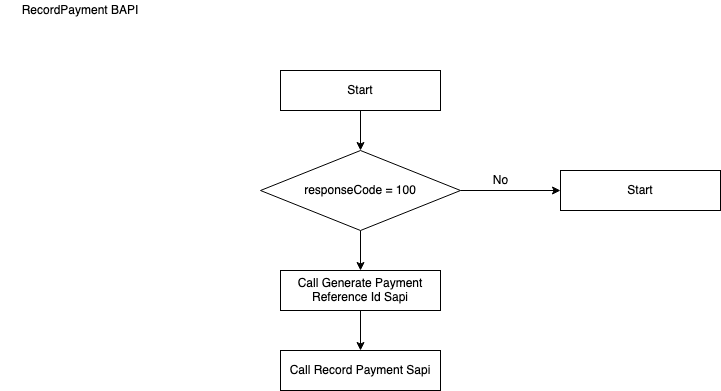 RecordPayment BAPI
Start
responseCode = 100
No
Start
Call Generate Payment
Reference Id Sapi
Call Record Payment Sapi